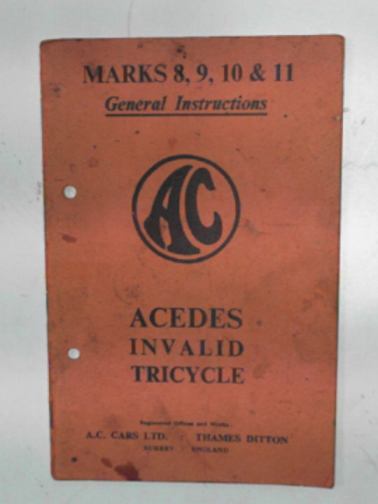 MARKS 8, 9, 10 & 11
General Instructions
AC
ACEDES
INVALID
TRICYCLE
Registered Offices and Works:
A.C. CARS LTD. : THAMES DITTON
SURREY : ENGLAND